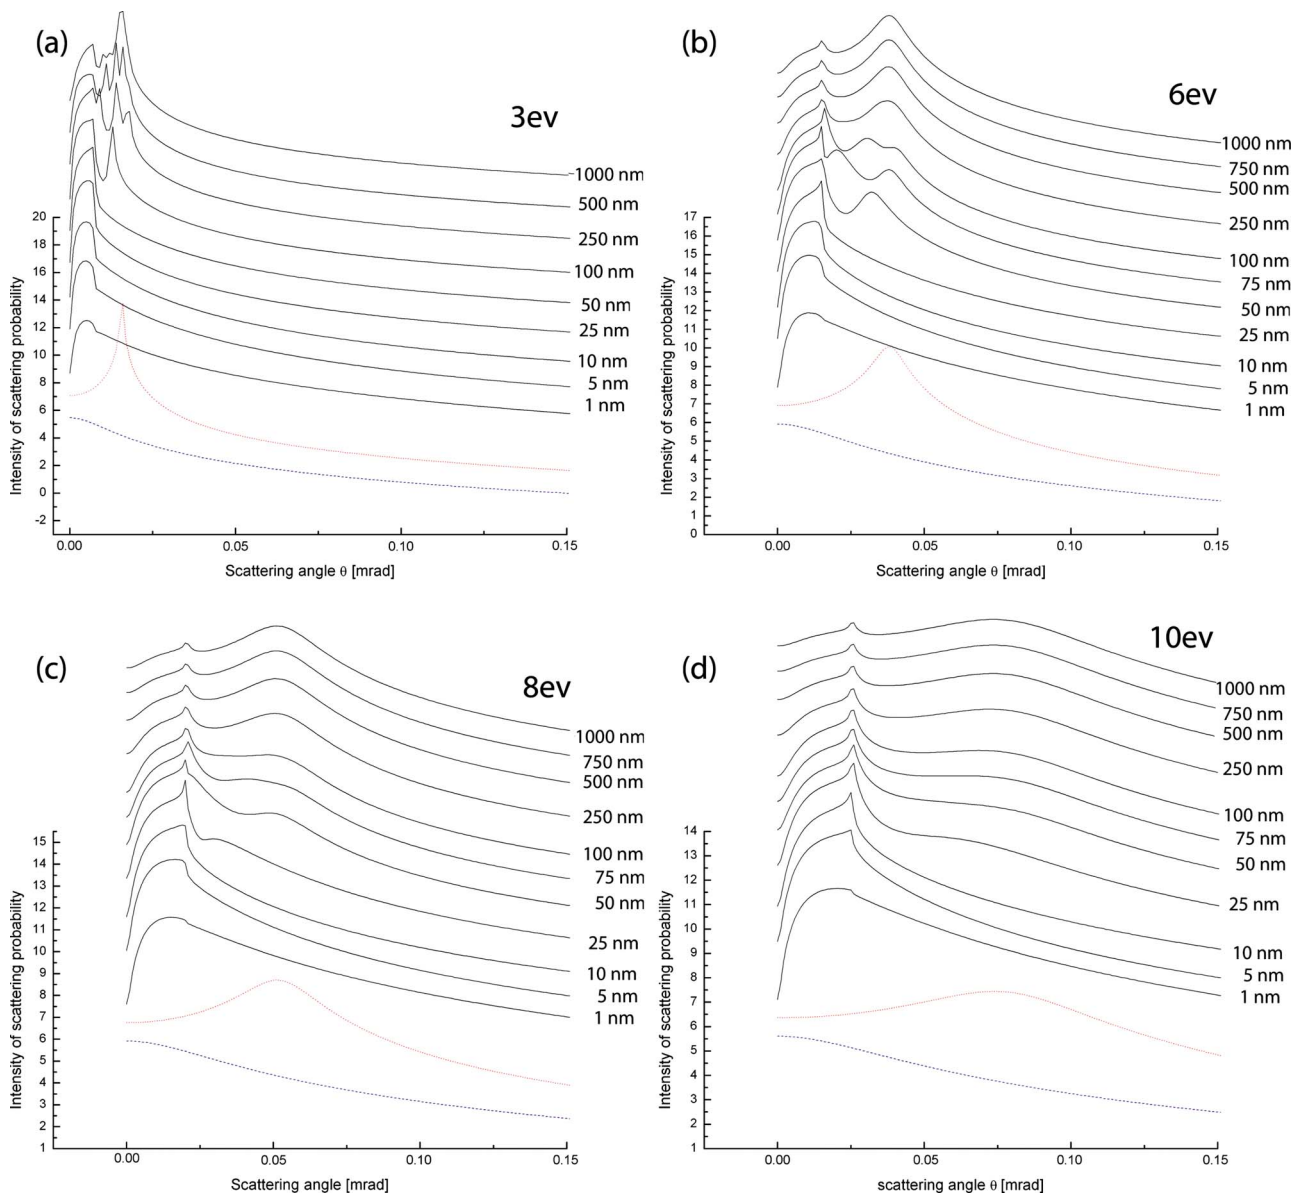 (a)
3ev
1000 nm
500 nm
250 nm
100 nm
50 nm
25 nm
10 nm
5 nm
1 nm
Intensity of scattering probability
20
18
16
14
12
10
8
6
4
2
0
-2
0.00 0.05 0.10 0.15
Scattering angle θ [mrad]
(b)
6ev
1000 nm
750 nm
500 nm
250 nm
100 nm
75 nm
50 nm
25 nm
10 nm
5 nm
1 nm
Intensity of scattering probability
17
16
15
14
13
12
11
10
9
8
7
6
5
4
3
2
1
0
0.00 0.05 0.10 0.15
Scattering angle θ [mrad]
(c)
8ev
1000 nm
750 nm
500 nm
250 nm
100 nm
75 nm
50 nm
25 nm
10 nm
5 nm
1 nm
Intensity of scattering probability
15
14
13
12
11
10
9
8
7
6
5
4
3
2
1
0.00 0.05 0.10 0.15
Scattering angle [mrad]
(d)
10ev
1000 nm
750 nm
500 nm
250 nm
100 nm
75 nm
50 nm
25 nm
10 nm
5 nm
1 nm
Intensity of scattering probability
14
13
12
11
10
9
8
7
6
5
4
3
2
1
0.00 0.05 0.10 0.15
scattering angle θ [mrad]